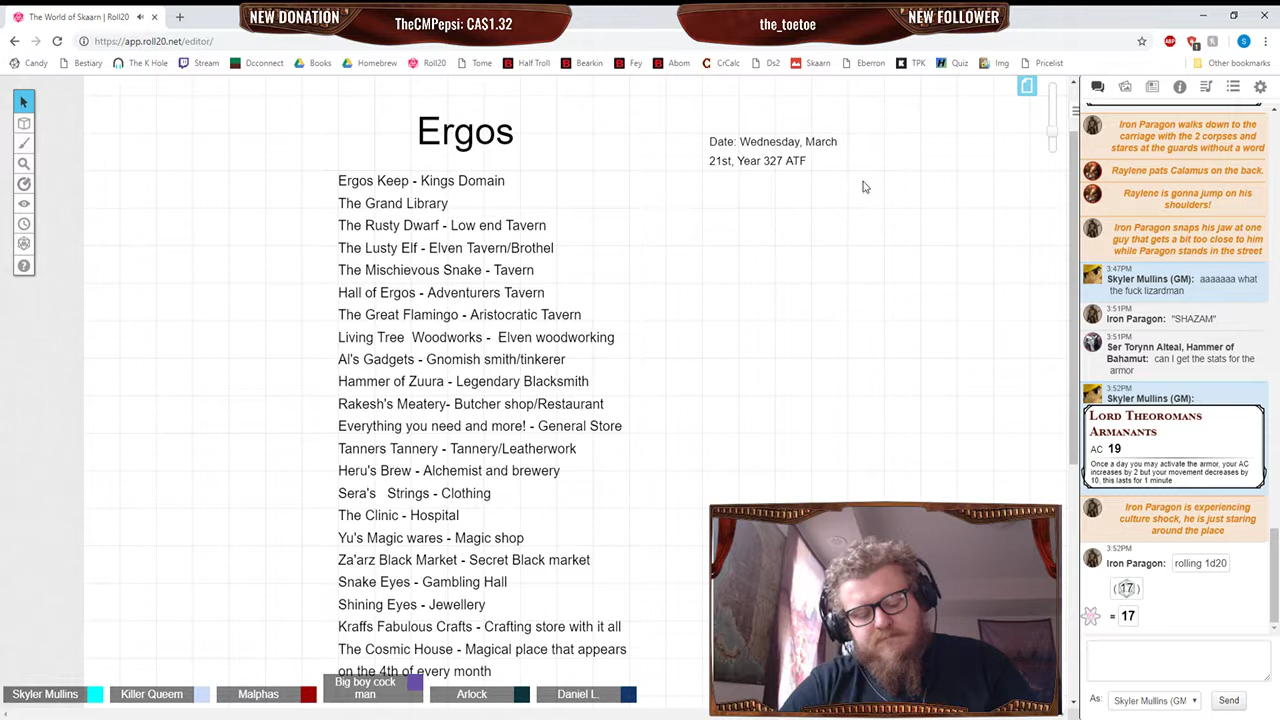 NEW DONATION
TheCMPepsi: CA$1.32
the_toetoe
NEW FOLLOWER
The World of Skaarn | Roll20
https://app.roll20.net/editor/
Candy
Bestiary
The K Hole
Stream
Dcconnect
Books
Homebrew
Roll20
Tome
Half Troll
Bearkin
Fey
Abom
CrCalc
Ds2
Skaarn
Eberron
TPK
Quiz
Img
Pricelist
Other bookmarks
Ergos
Ergos Keep - Kings Domain
The Grand Library
The Rusty Dwarf - Low end Tavern
The Lusty Elf - Elven Tavern/Brothel
The Mischievous Snake - Tavern
Hall of Ergos - Adventurers Tavern
The Great Flamingo - Aristocratic Tavern
Living Tree Woodworks - Elven woodworking
Al's Gadgets - Gnomish smith/tinkerer
Hammer of Zuura - Legendary Blacksmith
Rakesh's Meatery- Butcher shop/Restaurant
Everything you need and more! - General Store
Tanners Tannery - Tannery/Leatherwork
Heru's Brew - Alchemist and brewery
Sera's Strings - Clothing
The Clinic - Hospital
Yu's Magic wares - Magic shop
Za'arz Black Market - Secret Black market
Snake Eyes - Gambling Hall
Shining Eyes - Jewellery
Kraffs Fabulous Crafts - Crafting store with it all
The Cosmic House - Magical place that appears
on the 4th of every month
Date: Wednesday, March
21st, Year 327 ATF
Iron Paragon walks down to the
carriage with the 2 corpses and
stares at the guards without a word
Raylene pats Calamus on the back.
Raylene is gonna jump on his
shoulders!
Iron Paragon snaps his jaw at one
guy that gets a bit too close to him
while Paragon stands in the street
3:47PM
Skyler Mullins (GM): aaaaaaa what
the fuck lizardman
3:51PM
Iron Paragon: "SHAZAM"
3:51PM
Ser Torynn Alteal, Hammer of
Bahamut: can I get the stats for the
armor
3:52PM
Skyler Mullins (GM):
Lord Theoromans
Armanants
AC 19
Once a day you may activate the armor, your AC
increases by 2 but your movement decreases by
10, this lasts for 1 minute
Iron Paragon is experiencing
culture shock, he is just staring
around the place
3:52PM
Iron Paragon: rolling 1d20
(17)
= 17
As: Skyler Mullins (GM
Send
Skyler Mullins
Killer Queem
Malphas
Big boy cock
man
Arlock
Daniel L.